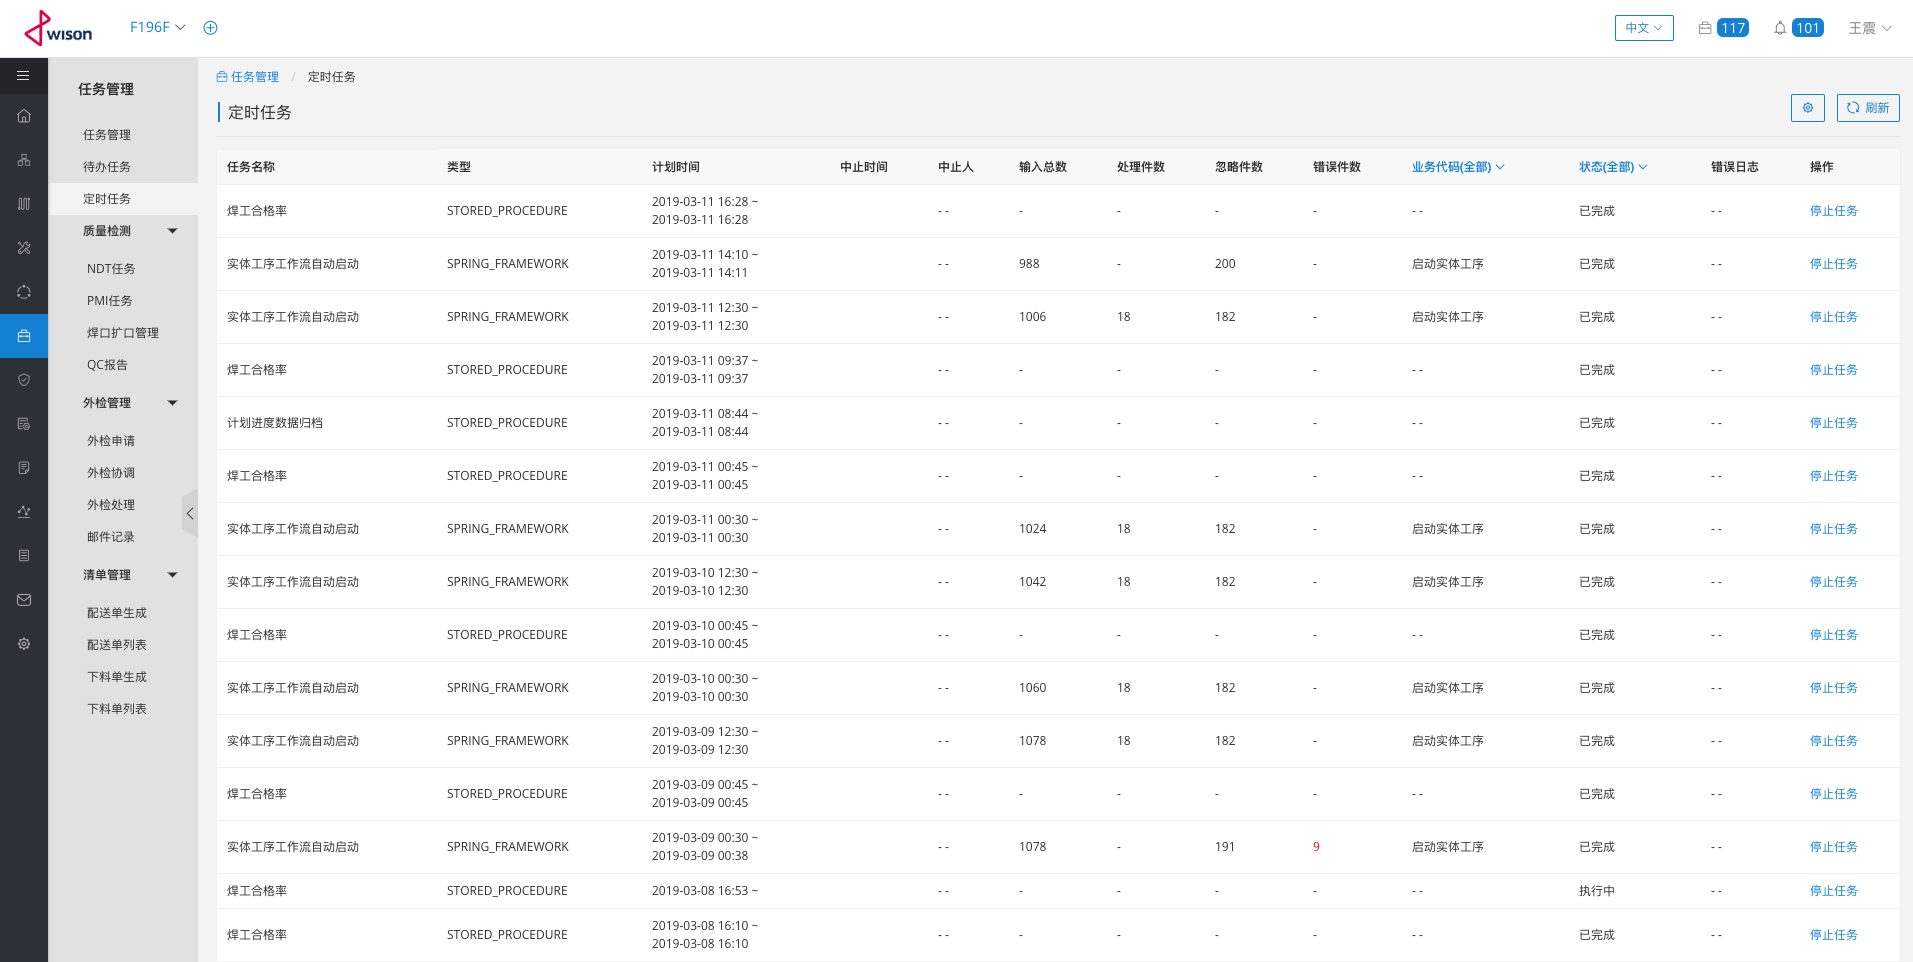 wison
F196F
中文
117
101
王震
任务管理
任务管理
待办任务
定时任务
质量检测
NDT任务
PMI任务
焊口扩口管理
QC报告
外检管理
外检申请
外检协调
外检处理
邮件记录
清单管理
配送单生成
配送单列表
下料单生成
下料单列表
任务管理 / 定时任务
定时任务
刷新
任务名称 类型 计划时间 中止时间 中止人 输入总数 处理件数 忽略件数 错误件数 业务代码(全部) 状态(全部) 错误日志 操作
焊工合格率 STORED_PROCEDURE 2019-03-11 16:28 ~ 
2019-03-11 16:28 - - - - - - - - 已完成 - - 停止任务
实体工序工作流自动启动 SPRING_FRAMEWORK 2019-03-11 14:10 ~
2019-03-11 14:11 - - 988 - 200 - 启动实体工序 已完成 - - 停止任务
实体工序工作流自动启动 SPRING_FRAMEWORK 2019-03-11 12:30 ~
2019-03-11 12:30 - - 1006 18 182 - 启动实体工序 已完成 - - 停止任务
焊工合格率 STORED_PROCEDURE 2019-03-11 09:37 ~
2019-03-11 09:37 - - - - - - - - 已完成 - - 停止任务
计划进度数据归档 STORED_PROCEDURE 2019-03-11 08:44 ~
2019-03-11 08:44 - - - - - - - - 已完成 - - 停止任务
焊工合格率 STORED_PROCEDURE 2019-03-11 00:45 ~
2019-03-11 00:45 - - - - - - - - 已完成 - - 停止任务
实体工序工作流自动启动 SPRING_FRAMEWORK 2019-03-11 00:30 ~
2019-03-11 00:30 - - 1024 18 182 - 启动实体工序 已完成 - - 停止任务
实体工序工作流自动启动 SPRING_FRAMEWORK 2019-03-10 12:30 ~
2019-03-10 12:30 - - 1042 18 182 - 启动实体工序 已完成 - - 停止任务
焊工合格率 STORED_PROCEDURE 2019-03-10 00:45 ~
2019-03-10 00:45 - - - - - - - - 已完成 - - 停止任务
实体工序工作流自动启动 SPRING_FRAMEWORK 2019-03-10 00:30 ~
2019-03-10 00:30 - - 1060 18 182 - 启动实体工序 已完成 - - 停止任务
实体工序工作流自动启动 SPRING_FRAMEWORK 2019-03-09 12:30 ~
2019-03-09 12:30 - - 1078 18 182 - 启动实体工序 已完成 - - 停止任务
焊工合格率 STORED_PROCEDURE 2019-03-09 00:45 ~
2019-03-09 00:45 - - - - - - - - 已完成 - - 停止任务
实体工序工作流自动启动 SPRING_FRAMEWORK 2019-03-09 00:30 ~
2019-03-09 00:38 - - 1078 - 191 9 启动实体工序 已完成 - - 停止任务
焊工合格率 STORED_PROCEDURE 2019-03-08 16:53 ~ - - - - - - - - 执行中 - - 停止任务
焊工合格率 STORED_PROCEDURE 2019-03-08 16:10 ~
2019-03-08 16:10 - - - - - - - - 已完成 - - 停止任务